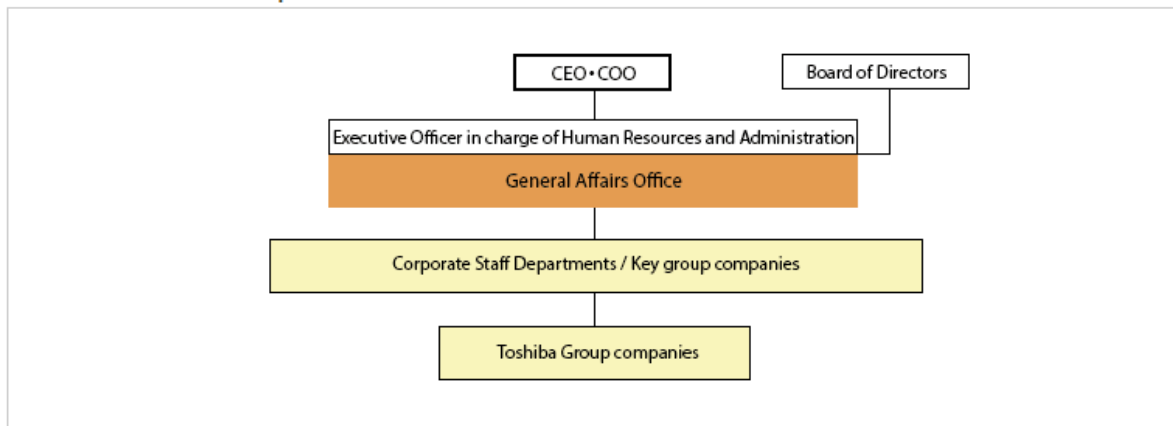 CEO•COO
Board of Directors
Executive Officer in charge of Human Resources and Administration
General Affairs Office
Corporate Staff Departments / Key group companies
Toshiba Group companies